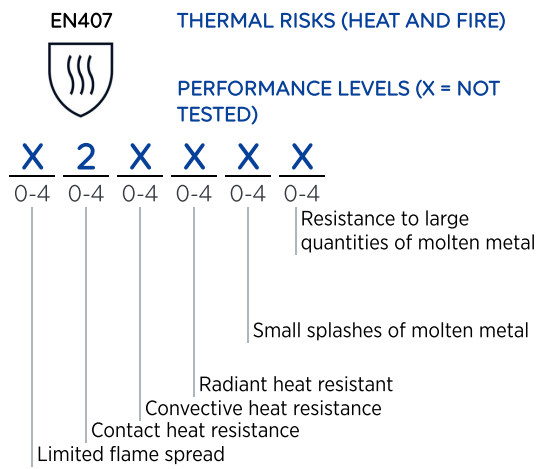 EN407
THERMAL RISKS (HEAT AND FIRE)
PERFORMANCE LEVELS (X = NOT
TESTED)
X 2 X X X X
0-4 0-4 0-4 0-4 0-4 0-4
Resistance to large
quantities of molten metal
Small splashes of molten metal
Radiant heat resistant
Convective heat resistance
Contact heat resistance
Limited flame spread